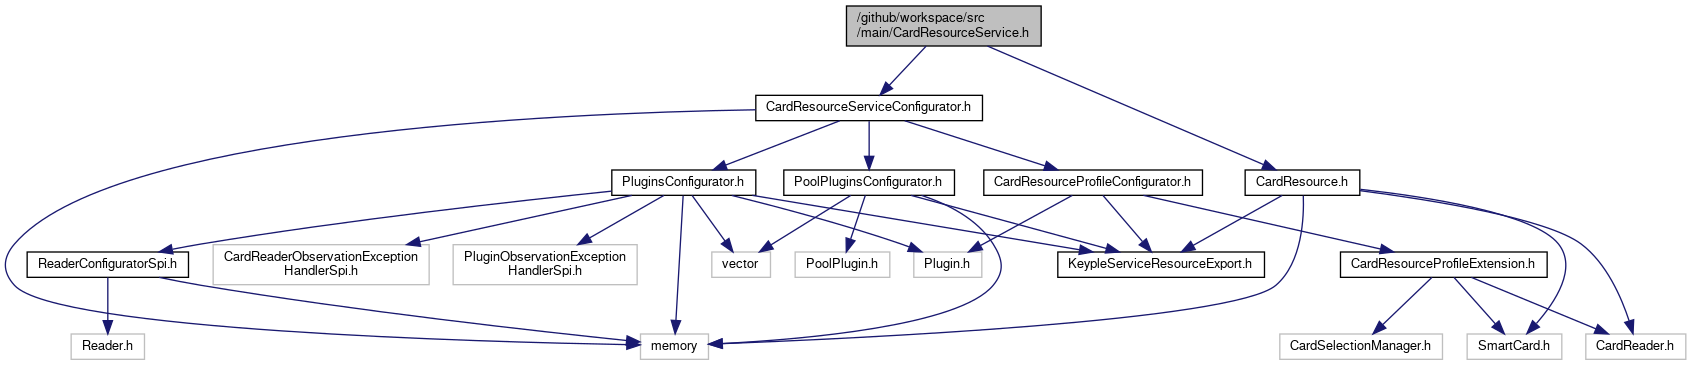 /github/workspace/src
/main/CardResourceService.h
CardResourceServiceConfigurator.h
PluginsConfigurator.h
PoolPluginsConfigurator.h
CardResourceProfileConfigurator.h
CardResource.h
ReaderConfiguratorSpi.h
CardReaderObservationException
HandlerSpi.h
PluginObservationException
HandlerSpi.h
vector
PoolPlugin.h
Plugin.h
KeypleServiceResourceExport.h
CardResourceProfileExtension.h
Reader.h
memory
CardSelectionManager.h
SmartCard.h
CardReader.h